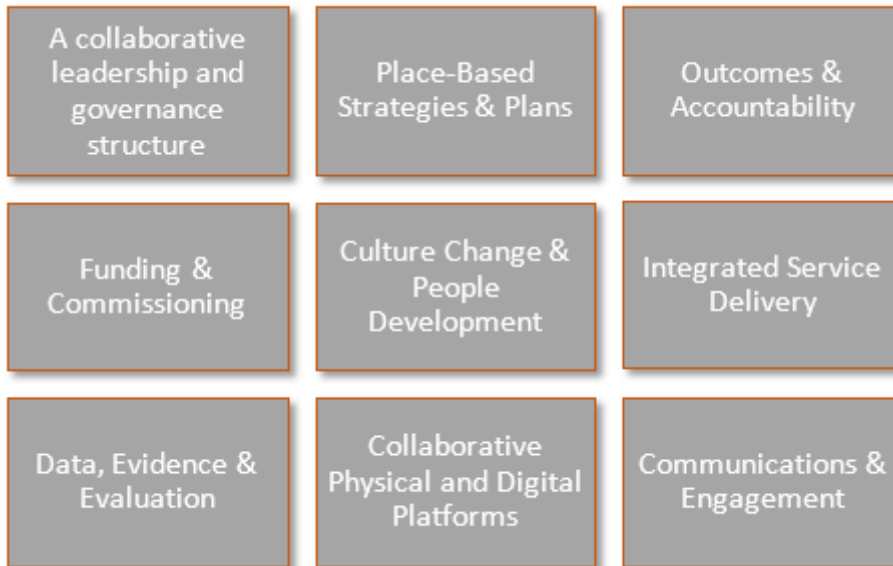 A collaborative
leadership and
governance
structure
Place-Based
Strategies & Plans
Outcomes &
Accountability
Funding &
Commissioning
Culture Change &
People
Development
Integrated Service
Delivery
Data, Evidence &
Evaluation
Collaborative
Physical and Digital
Platforms
Communications &
Engagement